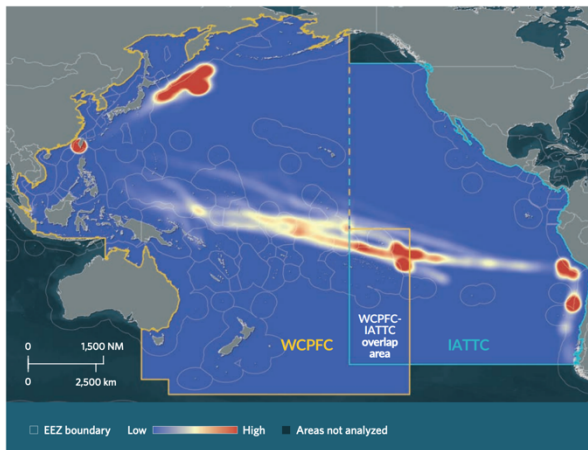 WCPFC
WCPFC-
IATTC
overlap
area
IATTC
0 1,500 NM
0 2,500 km
EEZ boundary Low High Areas not analyzed